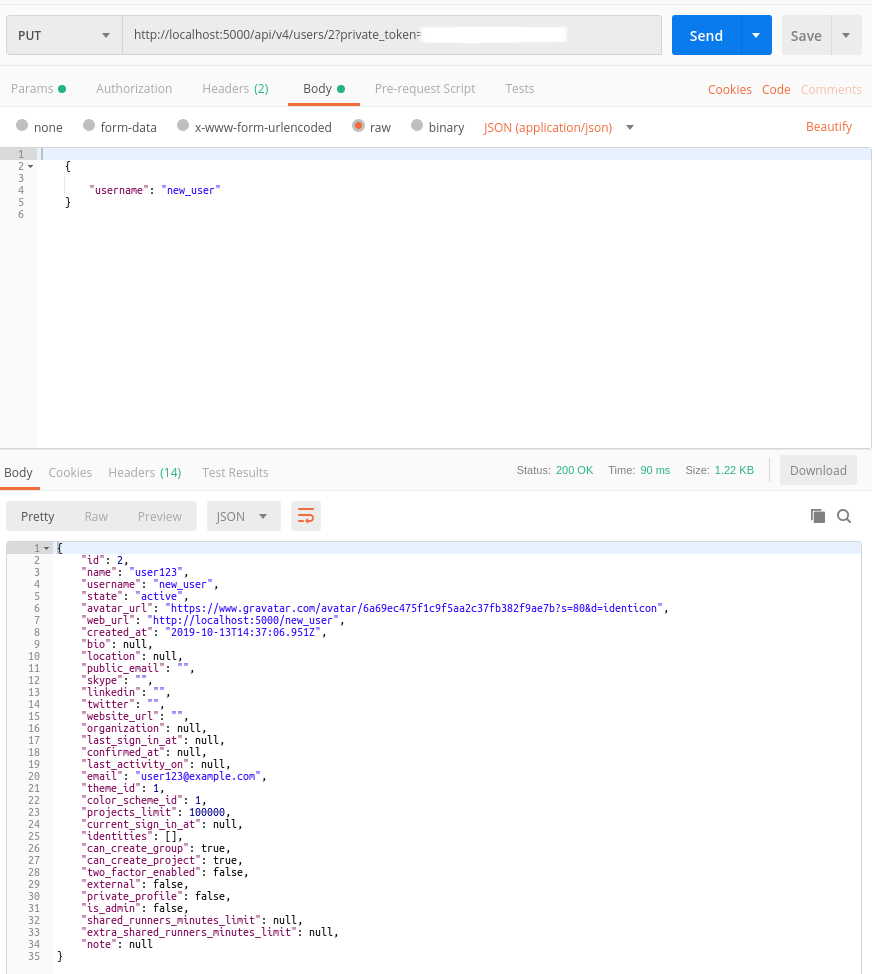 PUT http://localhost:5000/api/v4/users/2?private_token= Send Save
Params Authorization Headers (2) Body Pre-request Script Tests Cookies Code Comments
none form-data x-www-form-urlencoded raw binary JSON (application/json) Beautify
1
2 {
3
4 "username": "new_user"
5 }
6
Body Cookies Headers (14) Test Results Status: 200 OK Time: 90 ms Size: 1.22 KB Download
Pretty Raw Preview JSON
1 {
2 "id": 2,
3 "name": "user123",
4 "username": "new_user",
5 "state": "active",
6 "avatar_url": "https://www.gravatar.com/avatar/6a69ec475f1c9f5aa2c37fb382f9ae7b?s=80&d=identicon",
7 "web_url": "http://localhost:5000/new_user",
8 "created_at": "2019-10-13T14:37:06.951Z",
9 "bio": null,
10 "location": null,
11 "public_email": "",
12 "skype": "",
13 "linkedin": "",
14 "twitter": "",
15 "website_url": "",
16 "organization": null,
17 "last_sign_in_at": null,
18 "confirmed_at": null,
19 "last_activity_on": null,
20 "email": "user123@example.com",
21 "theme_id": 1,
22 "color_scheme_id": 1,
23 "projects_limit": 100000,
24 "current_sign_in_at": null,
25 "identities": [],
26 "can_create_group": true,
27 "can_create_project": true,
28 "two_factor_enabled": false,
29 "external": false,
30 "private_profile": false,
31 "is_admin": false,
32 "shared_runners_minutes_limit": null,
33 "extra_shared_runners_minutes_limit": null,
34 "note": null
35 }